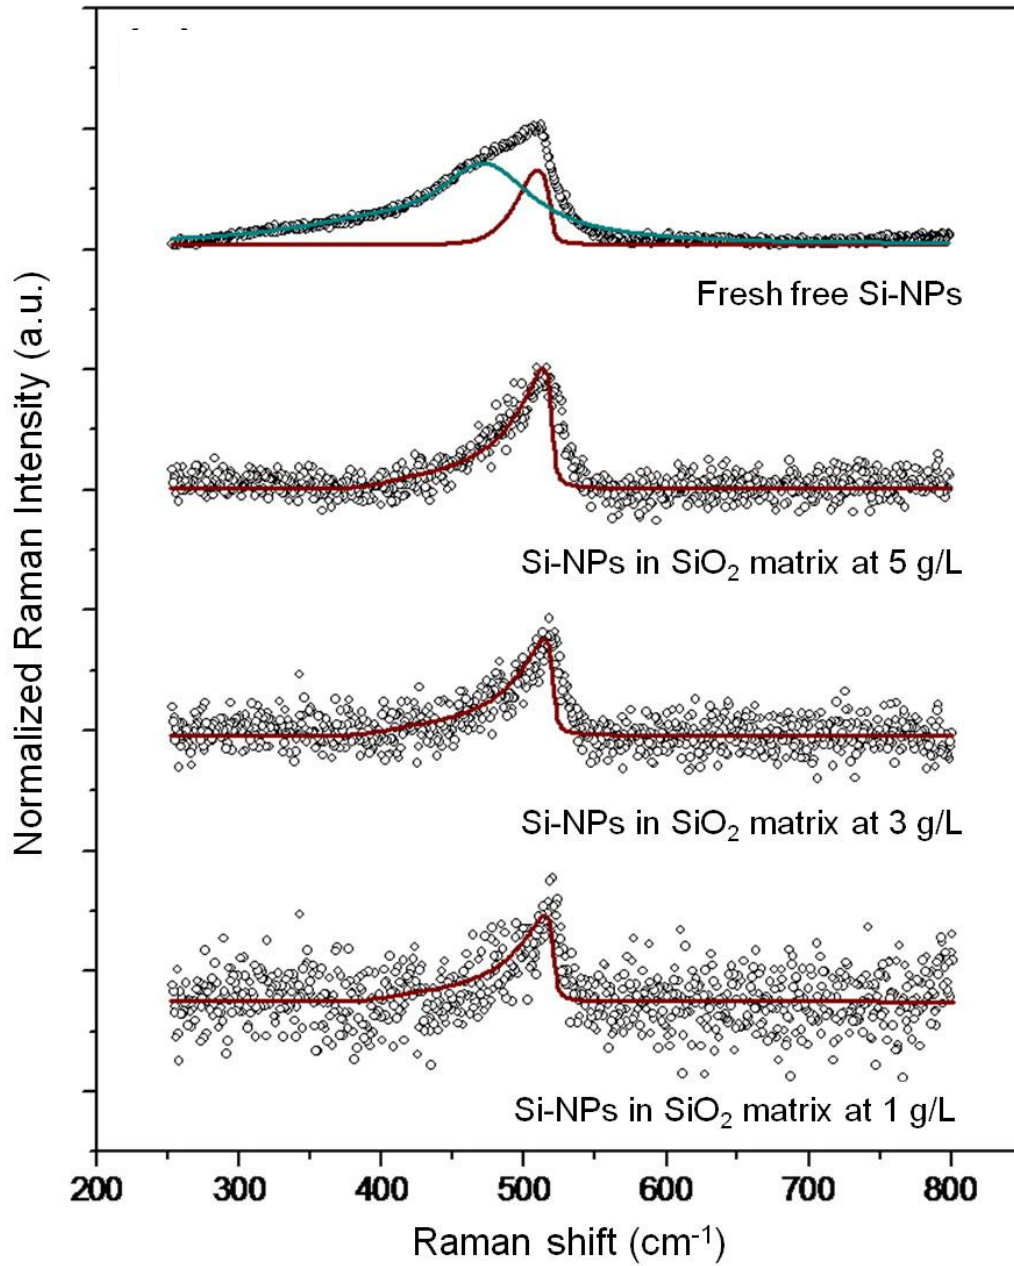 Normalized Raman Intensity (a.u.)
Fresh free Si-NPs
Si-NPs in SiO₂ matrix at 5 g/L
Si-NPs in SiO₂ matrix at 3 g/L
Si-NPs in SiO₂ matrix at 1 g/L
200 300 400 500 600 700 800
Raman shift (cm⁻¹)